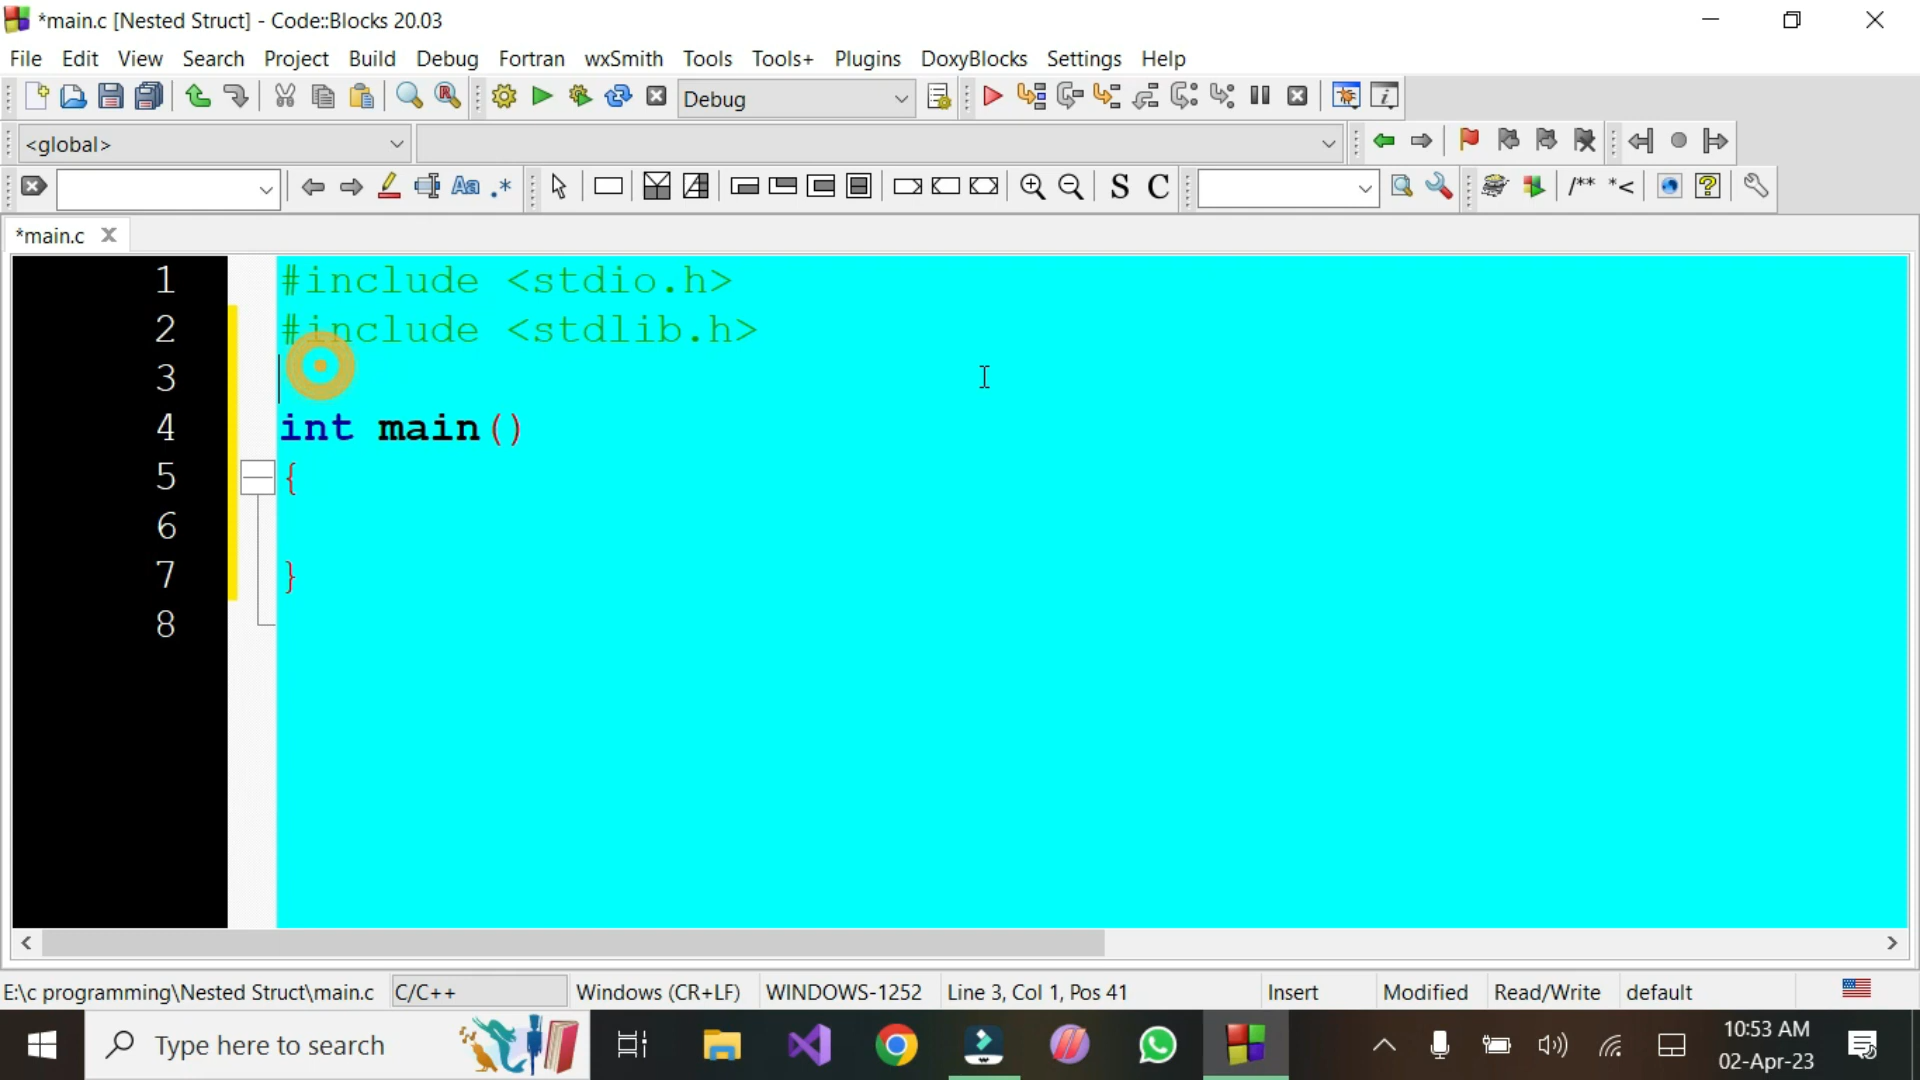 *main.c [Nested Struct] - Code::Blocks 20.03
File Edit View Search Project Build Debug Fortran wxSmith Tools Tools+ Plugins DoxyBlocks Settings Help
Debug
<global>
S C /** *<
*main.c
1 #include <stdio.h>
2 #include <stdlib.h>
3
4 int main()
5 {
6
7 }
8
E:\c programming\Nested Struct\main.c C/C++ Windows (CR+LF) WINDOWS-1252 Line 3, Col 1, Pos 41 Insert Modified Read/Write default
Type here to search
10:53 AM
02-Apr-23